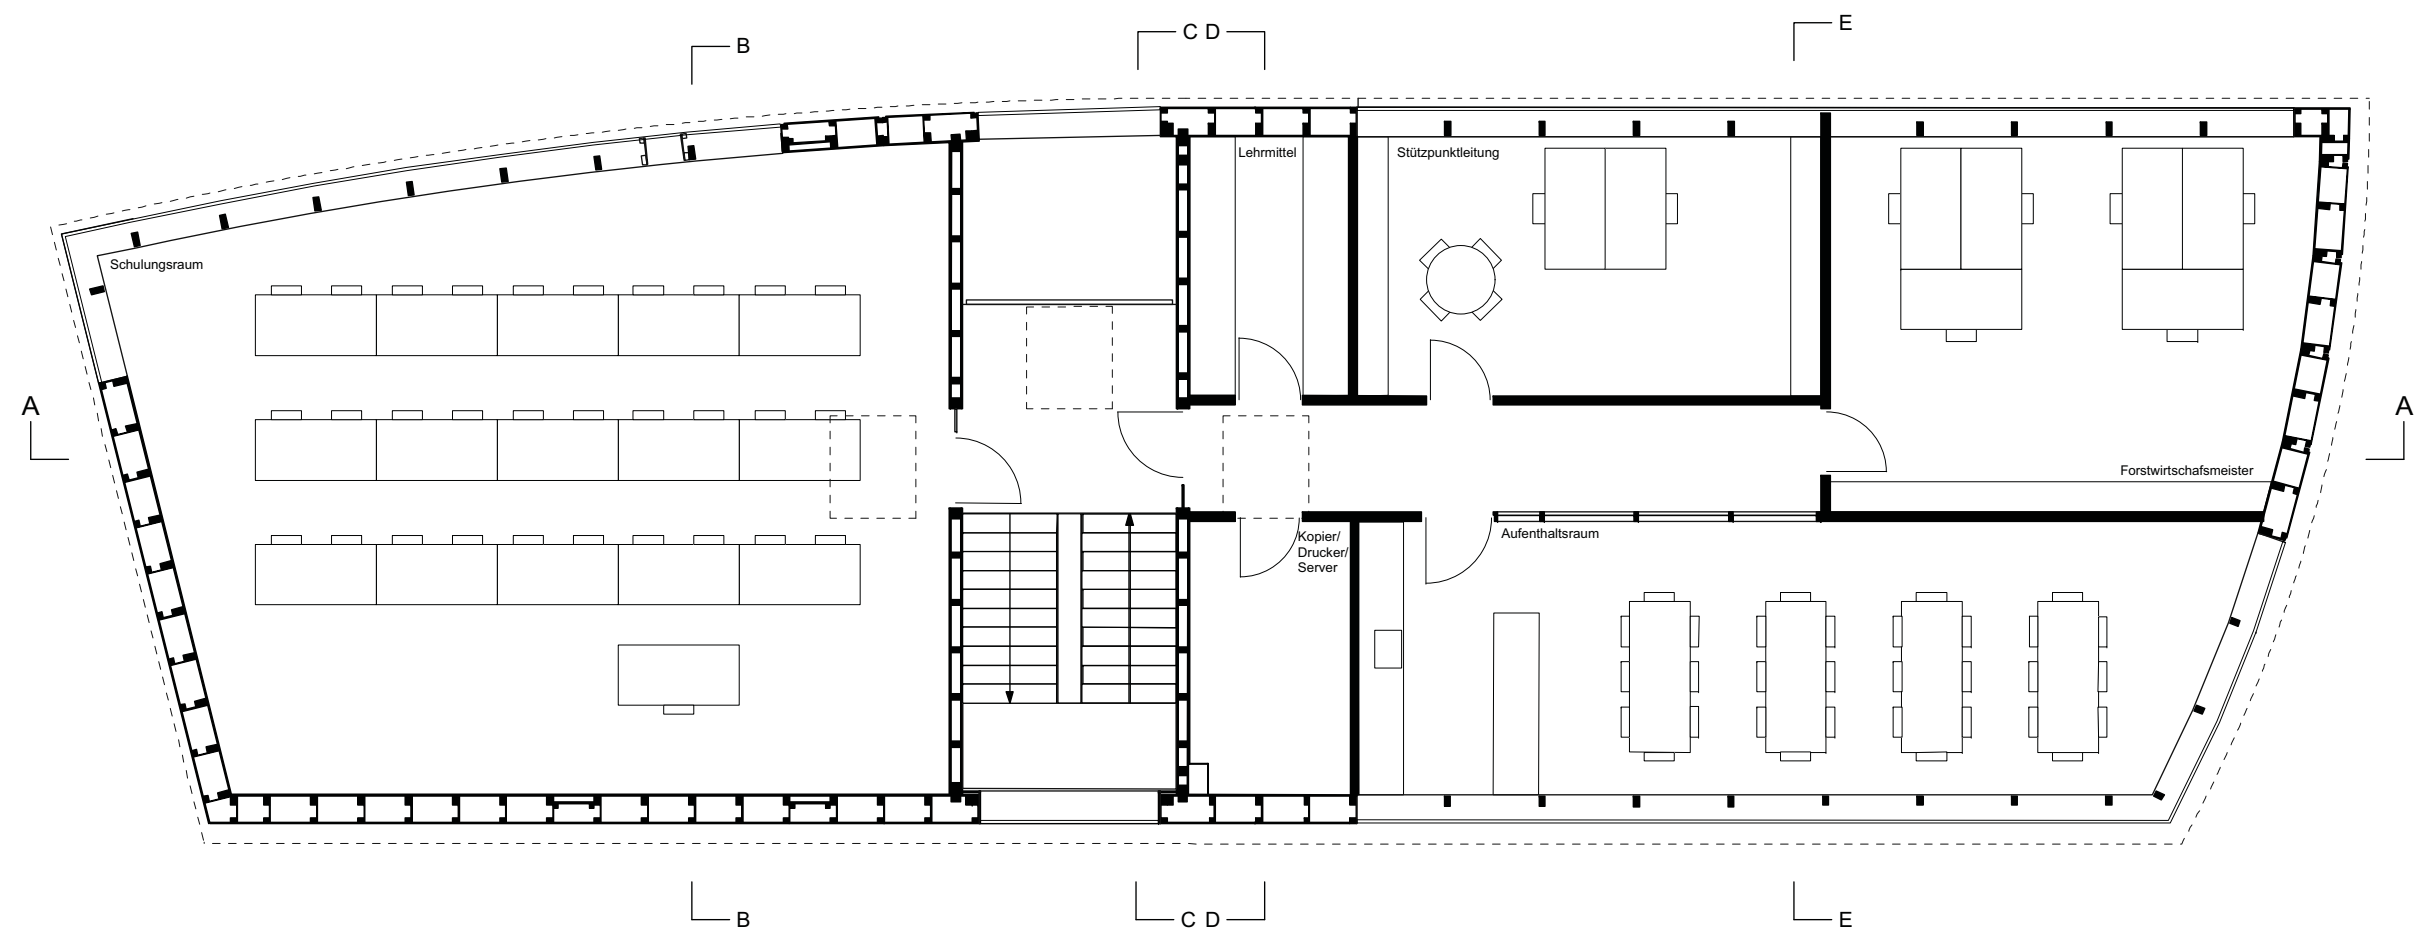 E
C D
B
Lehrmittel
Stützpunktleitung
Schulungsraum
A
A
Forstwirtschafsmeister
Aufenthaltsraum
Kopier/
Drucker/
Server
B
C D
E